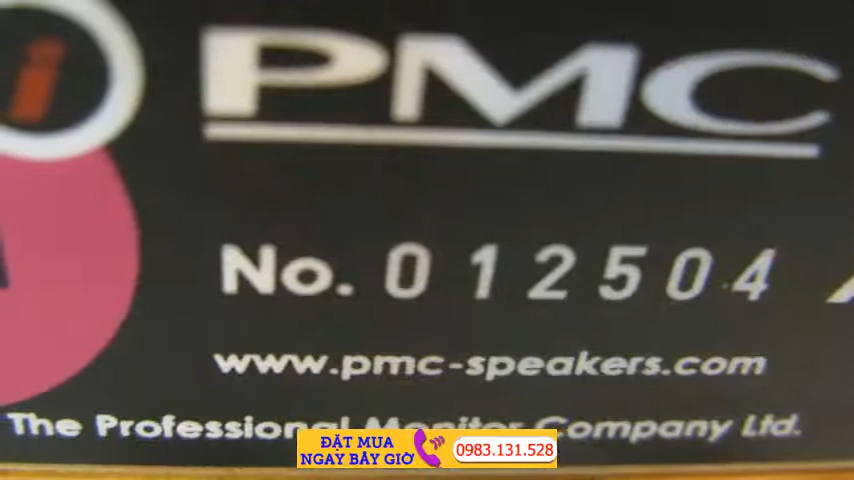 i
PMC
No. 012504
www.pmc-speakers.com
The Professional Monitor Company Ltd.
ĐẶT MUA
NGAY BÂY GIỜ
0983.131.528